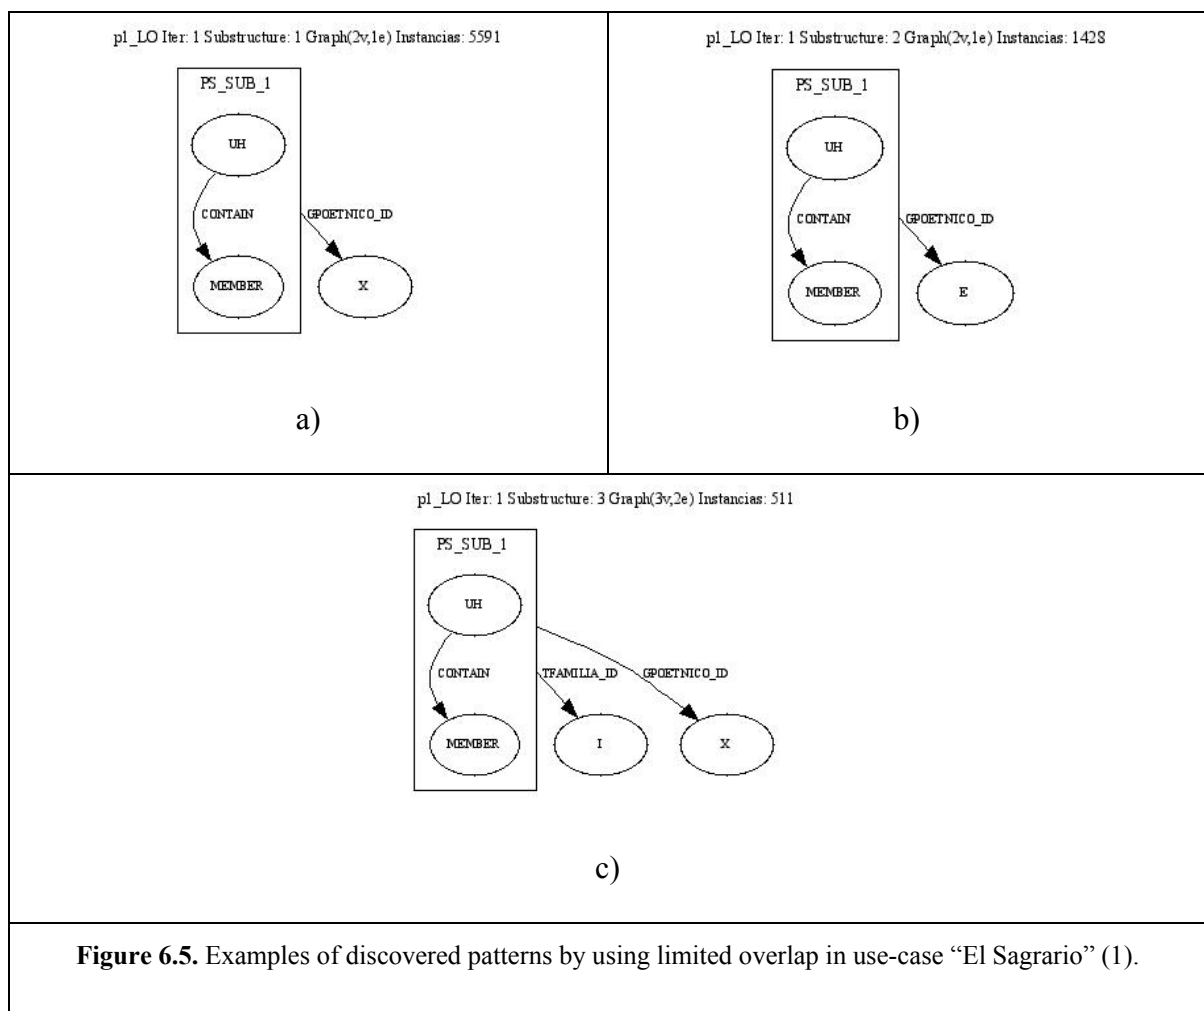 p1_LO Iter: 1 Substructure: 1 Graph(2v,1e) Instancias: 5591
PS_SUB_1
UH
CONTAIN
GPOETNICO_ID
MEMBER
X
a)
p1_LO Iter: 1 Substructure: 2 Graph(2v,1e) Instancias: 1428
PS_SUB_1
UH
CONTAIN
GPOETNICO_ID
MEMBER
E
b)
p1_LO Iter: 1 Substructure: 3 Graph(3v,2e) Instancias: 511
PS_SUB_1
UH
CONTAIN
TFAMILIA_ID
GPOETNICO_ID
MEMBER
I
X
c)
Figure 6.5. Examples of discovered patterns by using limited overlap in use-case “El Sagrario” (1).